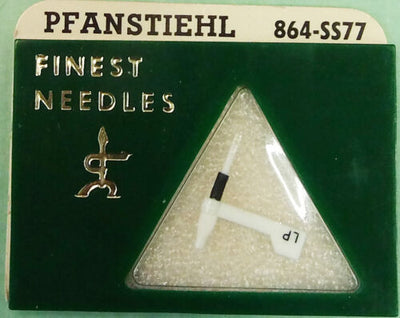 PFANSTIEHL 864-SS77
FINEST
NEEDLES
LP